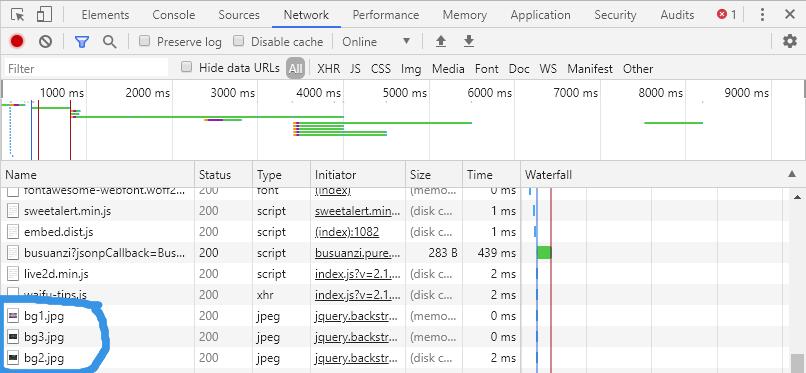 Elements Console Sources Network Performance Memory Application Security Audits 1
Preserve log Disable cache Online
Filter Hide data URLs All XHR JS CSS Img Media Font Doc WS Manifest Other
1000 ms 2000 ms 3000 ms 4000 ms 5000 ms 6000 ms 7000 ms 8000 ms 9000 ms
Name Status Type Initiator Size Time Waterfall
fontawesome-webfont.woff2... 200 font (index) (memo... 0 ms
sweetalert.min.js 200 script sweetalert.min... (disk c... 1 ms
embed.dist.js 200 script (index):1082 (disk c... 1 ms
busuanzi?jsonpCallback=Bus... 200 script busuanzi.pure.... 283 B 439 ms
live2d.min.js 200 script index.js?v=2.1.... (disk c... 2 ms
waifu-tips.js 200 xhr index.js?v=2.1.... (disk c... 2 ms
bg1.jpg 200 jpeg jquery.backstr... (memo... 0 ms
bg3.jpg 200 jpeg jquery.backstr... (memo... 0 ms
bg2.jpg 200 jpeg jquery.backstr... (disk c... 2 ms